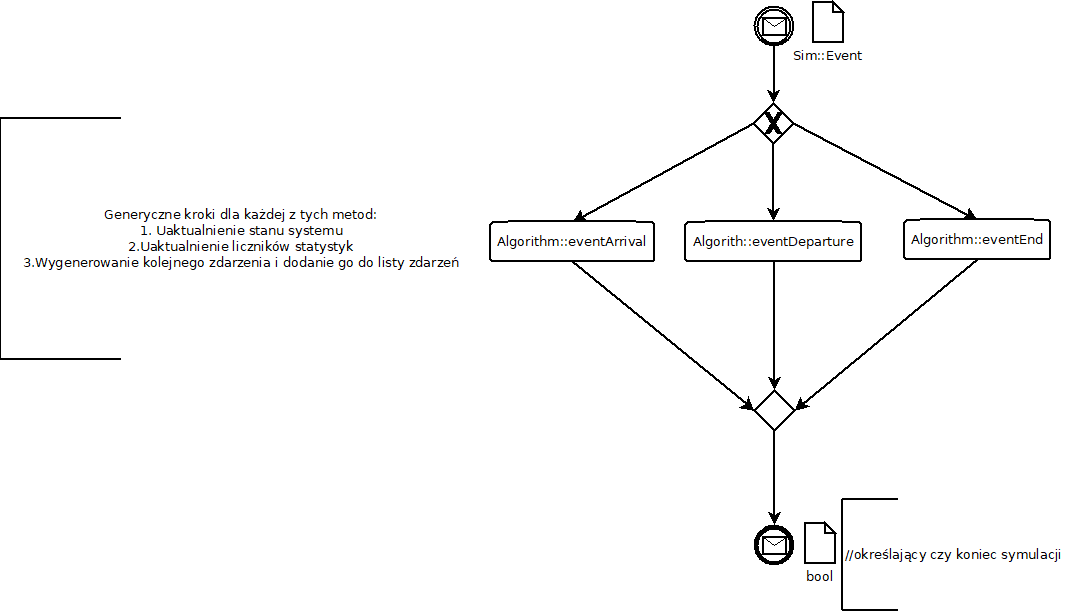 Sim::Event
X
Generyczne kroki dla każdej z tych metod:
1. Uaktualnienie stanu systemu
2.Uaktualnienie liczników statystyk
3.Wygenerowanie kolejnego zdarzenia i dodanie go do listy zdarzeń
Algorithm::eventArrival
Algorith::eventDeparture
Algorithm::eventEnd
//określający czy koniec symulacji
bool